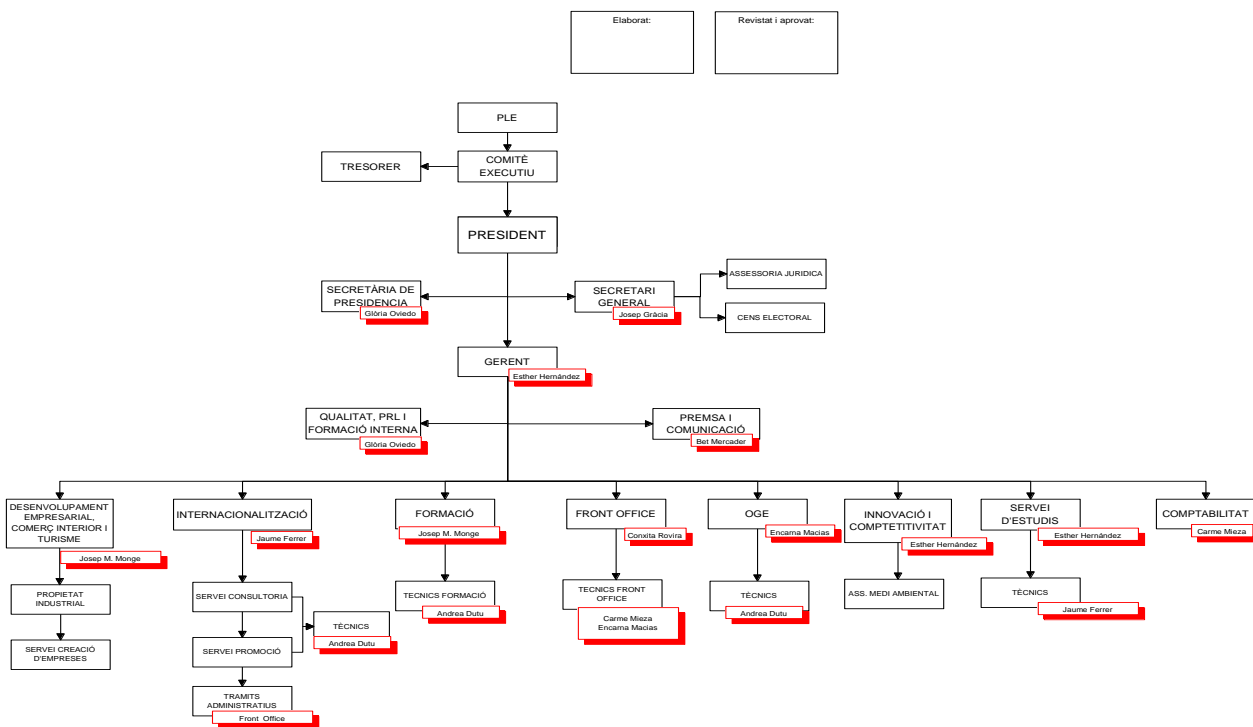 Elaborat:
Revistat i aprovat:
PLE
TRESORER
COMITÈ
EXECUTIU
PRESIDENT
SECRETÀRIA DE
PRESIDENCIA
Glòria Oviedo
SECRETARI
GENERAL
Josep Gràcia
ASSESSORIA JURIDICA
CENS ELECTORAL
GERENT
Esther Hernández
QUALITAT, PRL I
FORMACIÓ INTERNA
Glòria Oviedo
PREMSA I
COMUNICACIÓ
Bet Mercader
DESENVOLUPAMENT
EMPRESARIAL,
COMERÇ INTERIOR I
TURISME
Josep M. Monge
INTERNACIONALITZACIÓ
Jaume Ferrer
FORMACIÓ
Josep M. Monge
FRONT OFFICE
Conxita Rovira
OGE
Encarna Macias
INNOVACIÓ I
COMPTETITIVITAT
Esther Hernández
SERVEI
D'ESTUDIS
Esther Hernández
COMPTABILITAT
Carme Mieza
PROPIETAT
INDUSTRIAL
SERVEI CREACIÓ
D'EMPRESES
SERVEI CONSULTORIA
SERVEI PROMOCIÓ
TÈCNICS
Andrea Dutu
TRAMITS
ADMINISTRATIUS
Front Office
TECNICS FORMACIÓ
Andrea Dutu
TECNICS FRONT
OFFICE
Carme Mieza
Encarna Macias
TÈCNICS
Andrea Dutu
ASS. MEDI AMBIENTAL
TÈCNICS
Jaume Ferrer